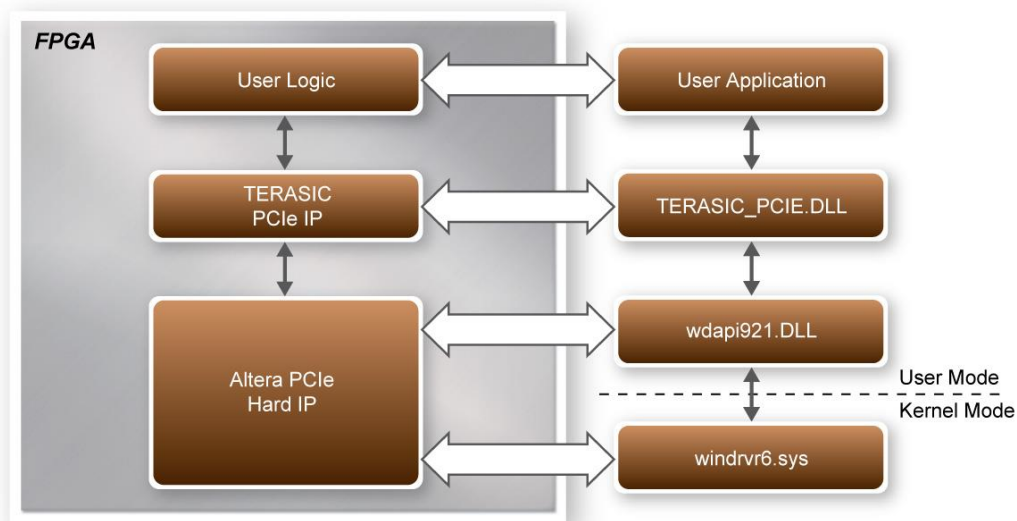 FPGA
User Logic
User Application
TERASIC
PCIe IP
TERASIC_PCIE.DLL
Altera PCIe
Hard IP
wdapi921.DLL
User Mode
Kernel Mode
windrvr6.sys